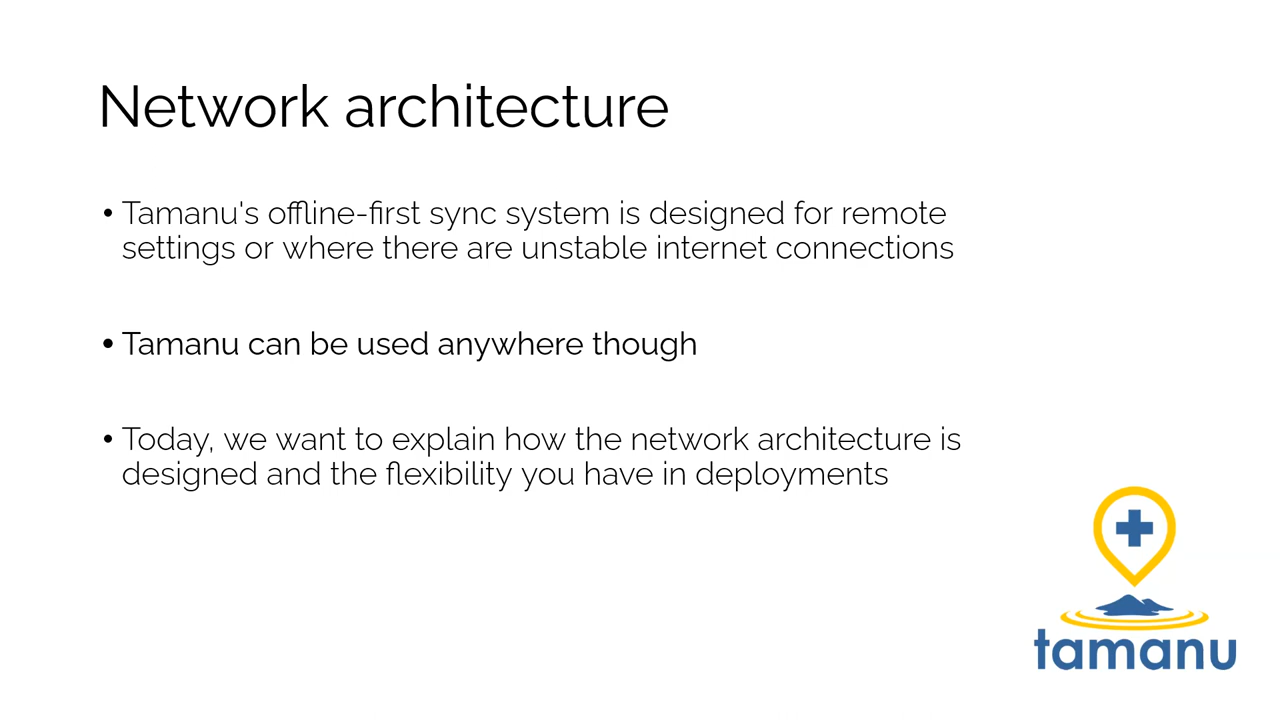 Network architecture
• Tamanu's offline-first sync system is designed for remote
settings or where there are unstable internet connections
• Tamanu can be used anywhere though
• Today, we want to explain how the network architecture is
designed and the flexibility you have in deployments
tamanu